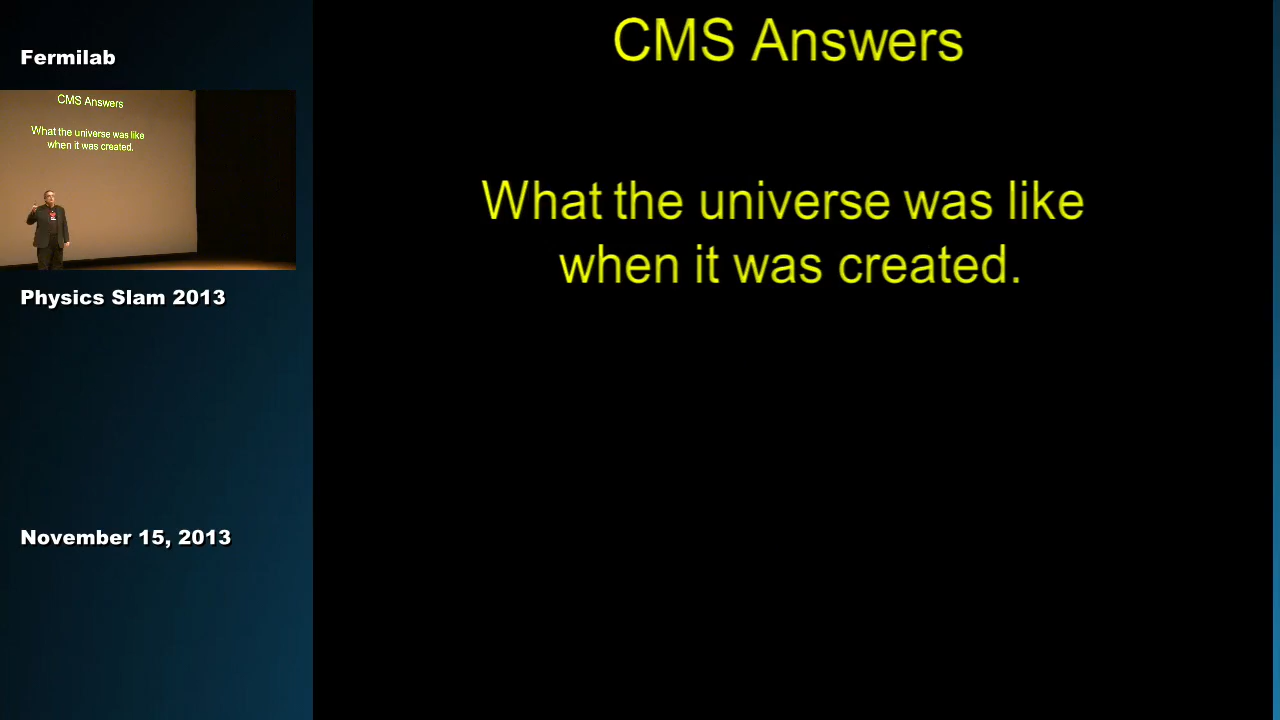 Fermilab
CMS Answers
What the universe was like
when it was created.
Physics Slam 2013
November 15, 2013
CMS Answers
What the universe was like
when it was created.